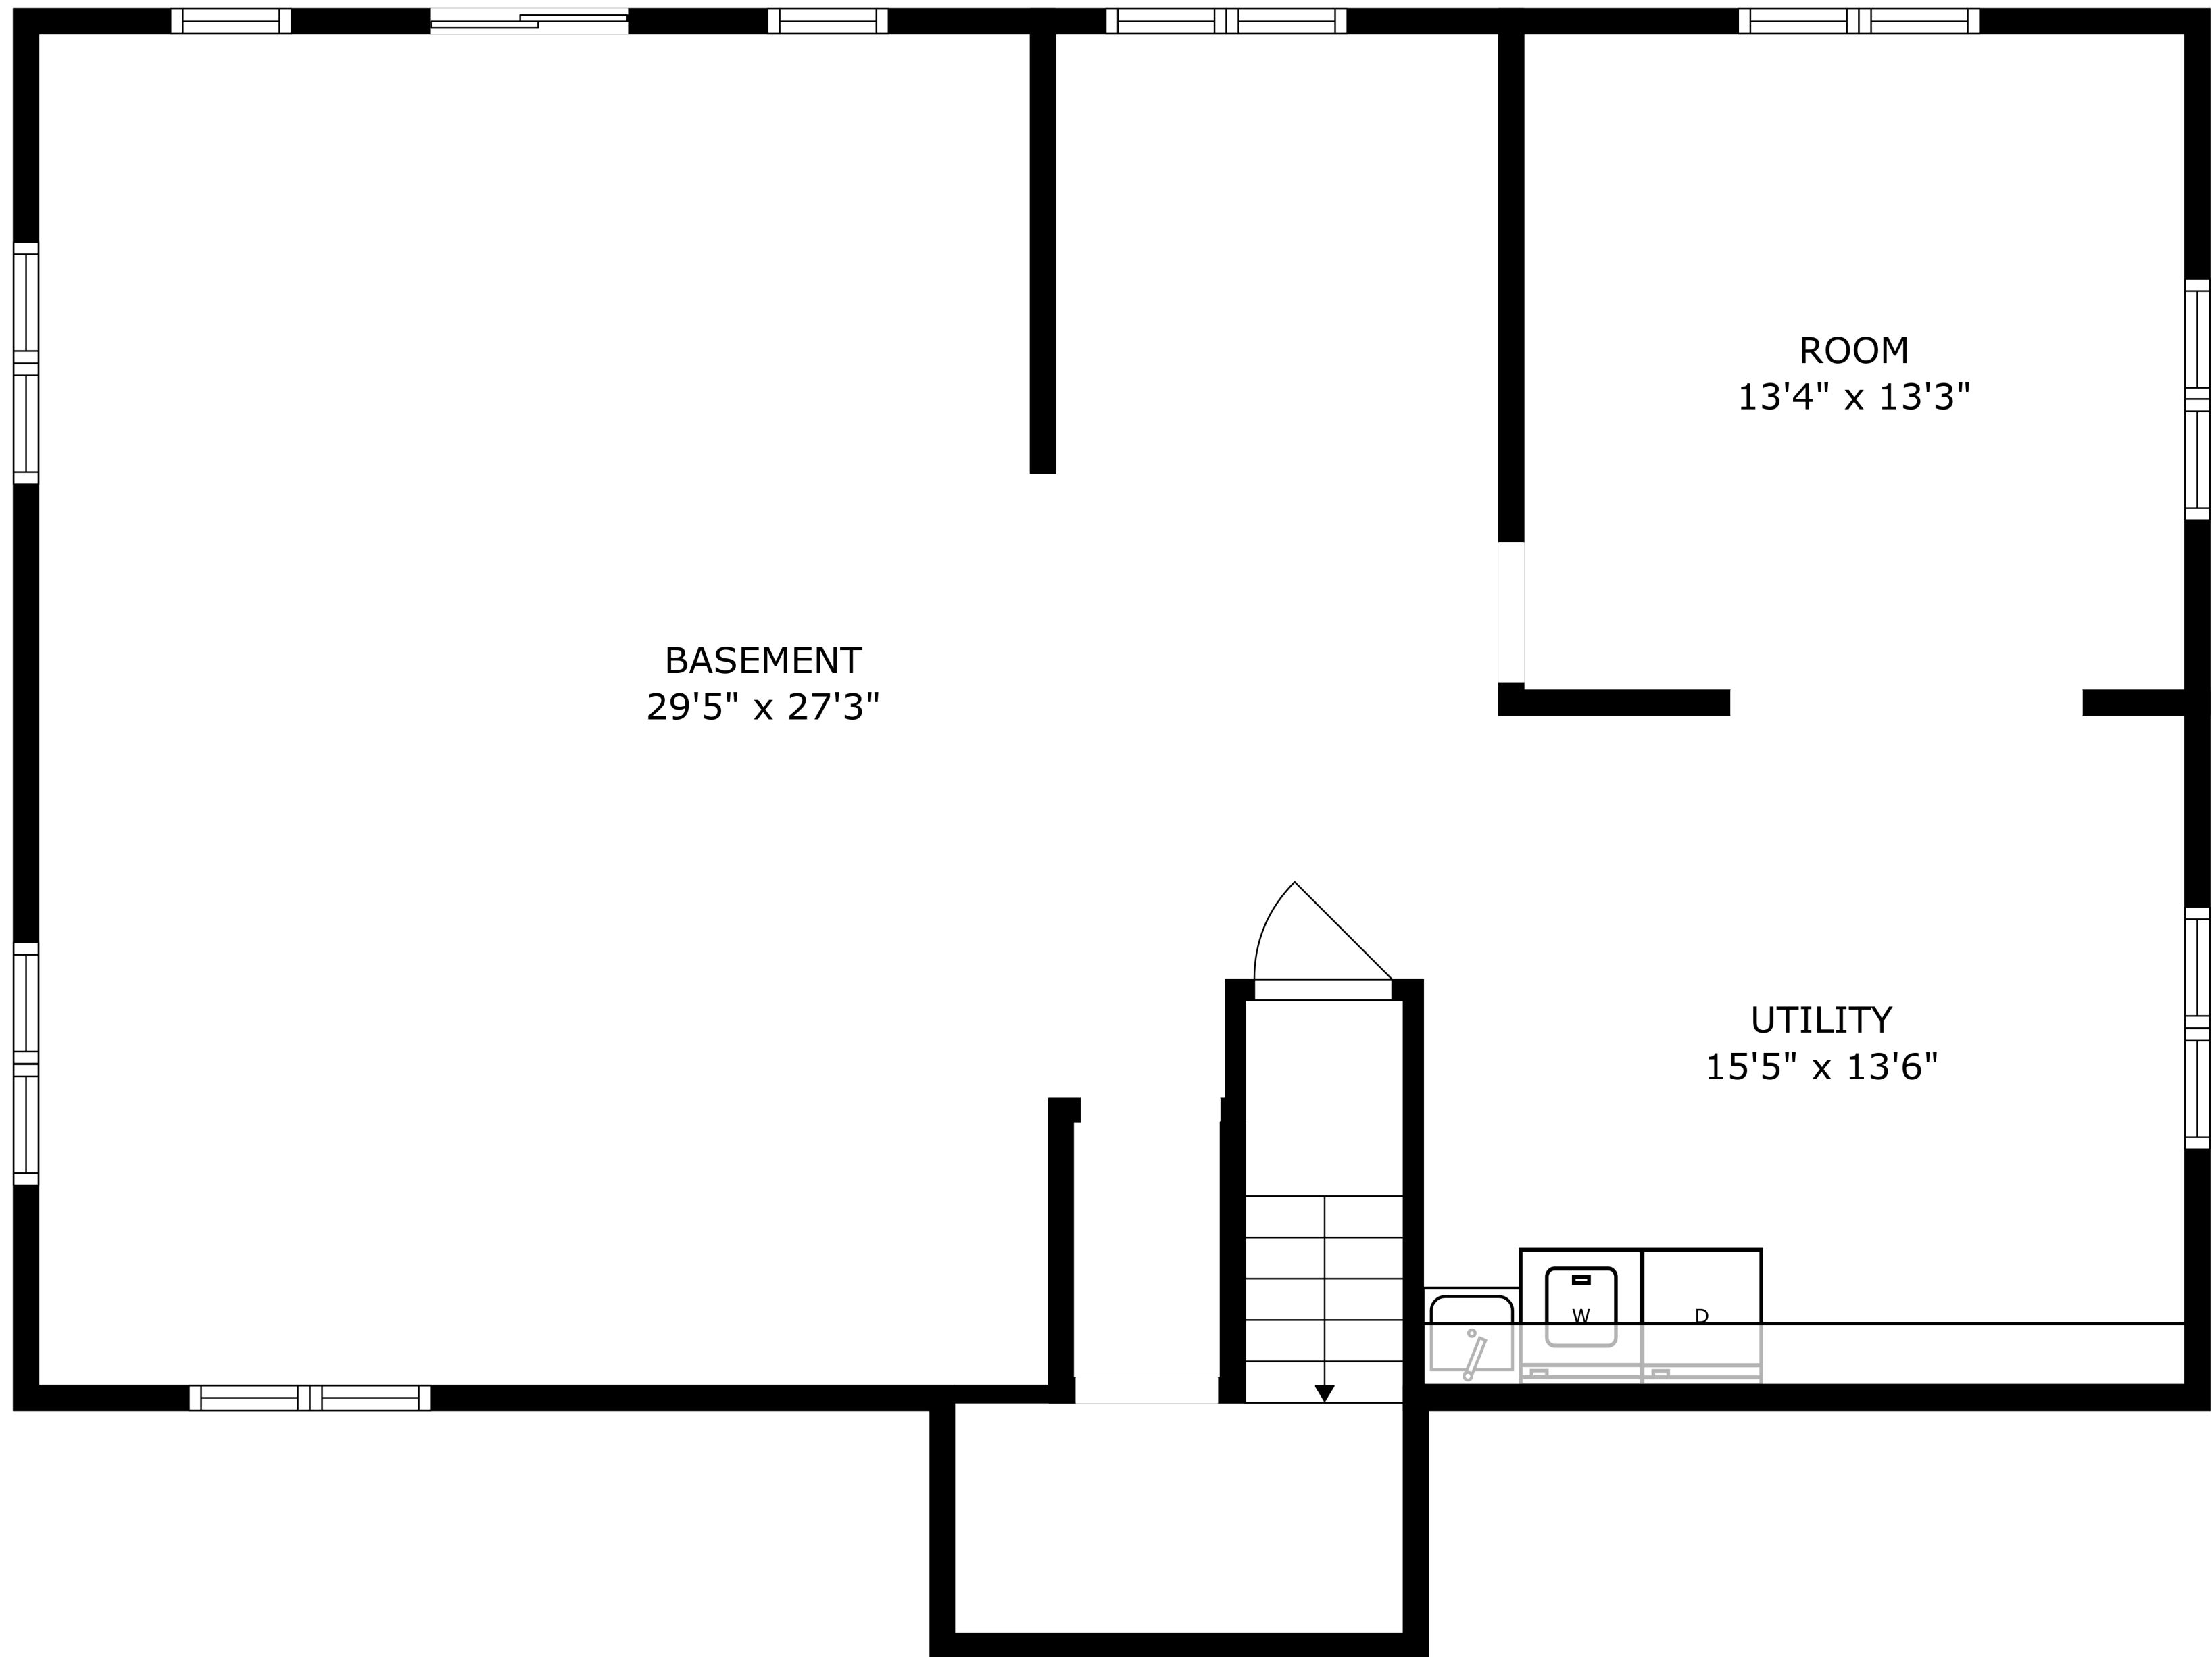 ROOM
13'4" x 13'3"
BASEMENT
29'5" x 27'3"
UTILITY
15'5" x 13'6"
W
D